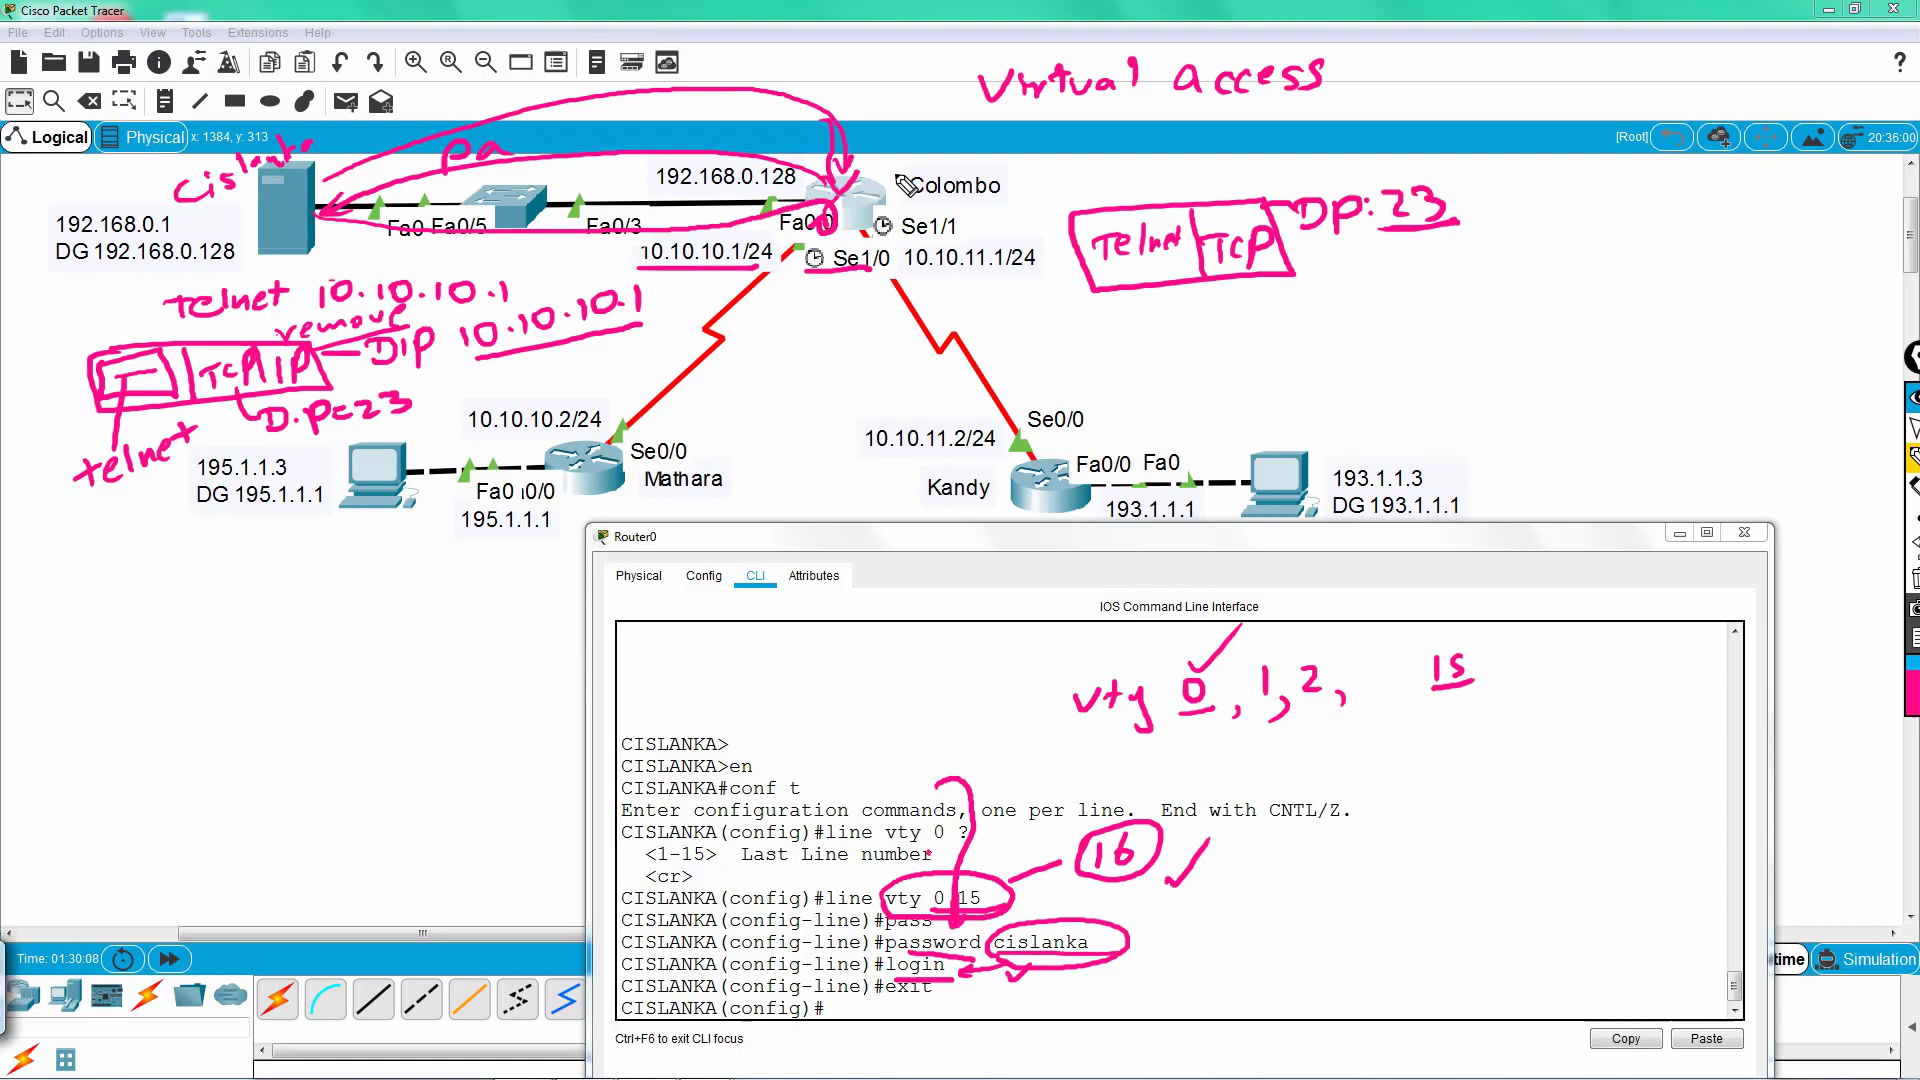 Cisco Packet Tracer
File Edit Options View Tools Extensions Help
Virtual access
Logical Physical x: 1384, y: 313
[Root] 20:36:00
Cislanka
pa
192.168.0.128
Colombo
192.168.0.1
DG 192.168.0.128
Fa0 Fa0/5 Fa0/3 Fa0/0 Se1/1
10.10.10.1/24 Se1/0 10.10.11.1/24
Telnet TCP DP: 23
Telnet 10.10.10.1
remove
TCP IP DIP 10.10.10.1
D.P=23
telnet
10.10.10.2/24
Se0/0
Mathara
195.1.1.3
DG 195.1.1.1
Fa0 0/0
195.1.1.1
10.10.11.2/24
Se0/0
Kandy
Fa0/0 Fa0
193.1.1.1
193.1.1.3
DG 193.1.1.1
Router0
Physical Config CLI Attributes
IOS Command Line Interface
vty 0, 1, 2, 15
CISLANKA>
CISLANKA>en
CISLANKA#conf t
Enter configuration commands, one per line. End with CNTL/Z.
CISLANKA(config)#line vty 0 ?
<1-15> Last Line number
<cr>
16
CISLANKA(config)#line vty 0 15
CISLANKA(config-line)#pass
CISLANKA(config-line)#password cislanka
CISLANKA(config-line)#login
CISLANKA(config-line)#exit
CISLANKA(config)#
Ctrl+F6 to exit CLI focus
Copy Paste
Time: 01:30:08
time Simulation